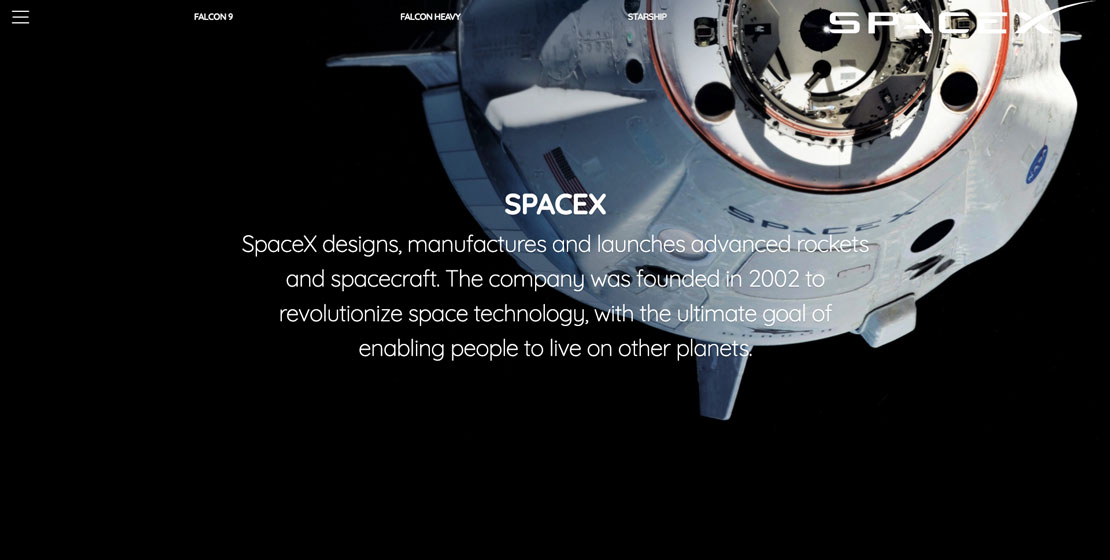 FALCON 9
FALCON HEAVY
STARSHIP
SPACEX
SPACEX
SpaceX designs, manufactures and launches advanced rockets
and spacecraft. The company was founded in 2002 to
revolutionize space technology, with the ultimate goal of
enabling people to live on other planets.
SPACEX